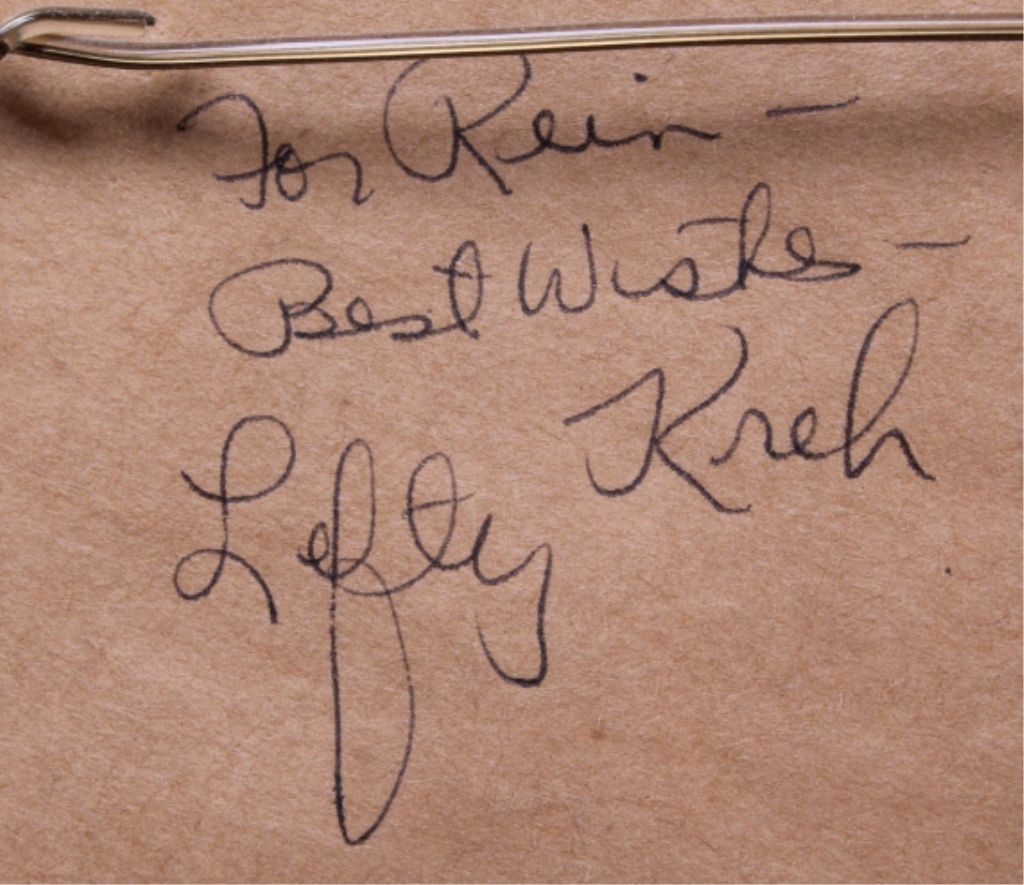 For Rein -
Best Wishes -
Lefty Kreh